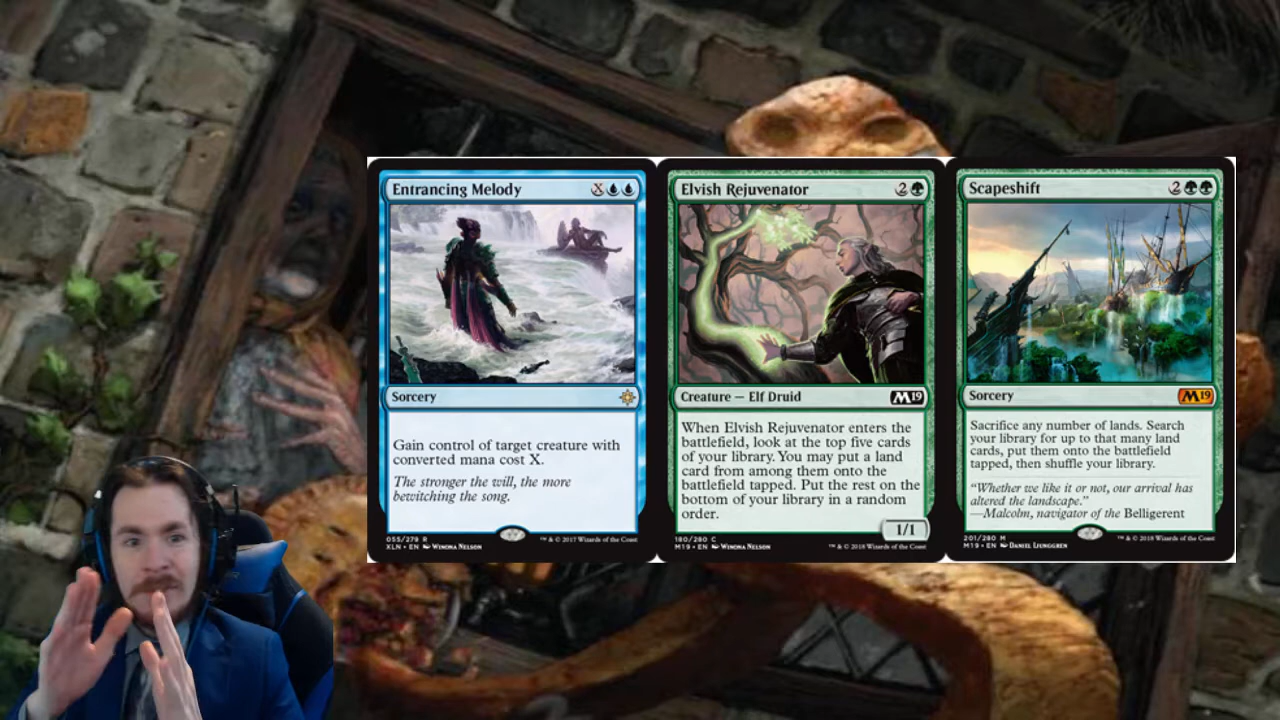 Entrancing Melody X
Sorcery
Gain control of target creature with
converted mana cost X.
The stronger the will, the more
bewitching the song.
055/279 R
XLN • EN Winona Nelson
™ & © 2017 Wizards of the Coast
Elvish Rejuvenator 2
Creature — Elf Druid
M19
When Elvish Rejuvenator enters the
battlefield, look at the top five cards
of your library. You may put a land
card from among them onto the
battlefield tapped. Put the rest on the
bottom of your library in a random
order.
1/1
180/280 C
M19 • EN Winona Nelson
™ & © 2018 Wizards of the Coast
Scapeshift 2
Sorcery
M19
Sacrifice any number of lands. Search
your library for up to that many land
cards, put them onto the battlefield
tapped, then shuffle your library.
“Whether we like it or not, our arrival has
altered the landscape.”
—Malcolm, navigator of the Belligerent
201/280 M
M19 • EN Daniel Ljunggren
™ & © 2018 Wizards of the Coast